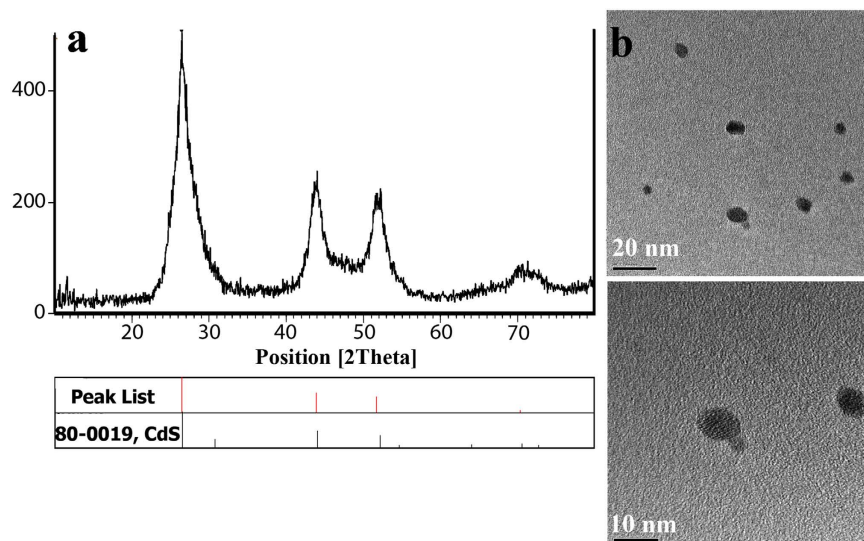 a
400
200
0
20 30 40 50 60 70
Position [2Theta]
Peak List
80-0019, CdS
b
20 nm
10 nm